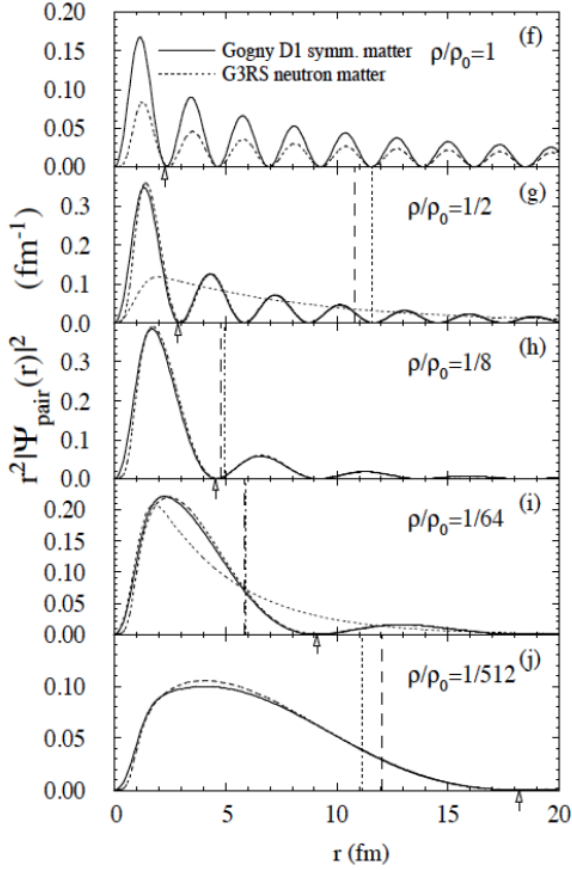 0.20
0.15
0.10
0.05
0.00
Gogny D1 symm. matter
G3RS neutron matter
ρ/ρ₀=1
(f)
0.3
0.2
0.1
0.0
ρ/ρ₀=1/2
(g)
0.3
0.2
0.1
0.0
ρ/ρ₀=1/8
(h)
0.20
0.15
0.10
0.05
0.00
ρ/ρ₀=1/64
(i)
0.10
0.05
0.00
ρ/ρ₀=1/512
(j)
r²|Ψpair(r)|² (fm⁻¹)
0 5 10 15 20
r (fm)